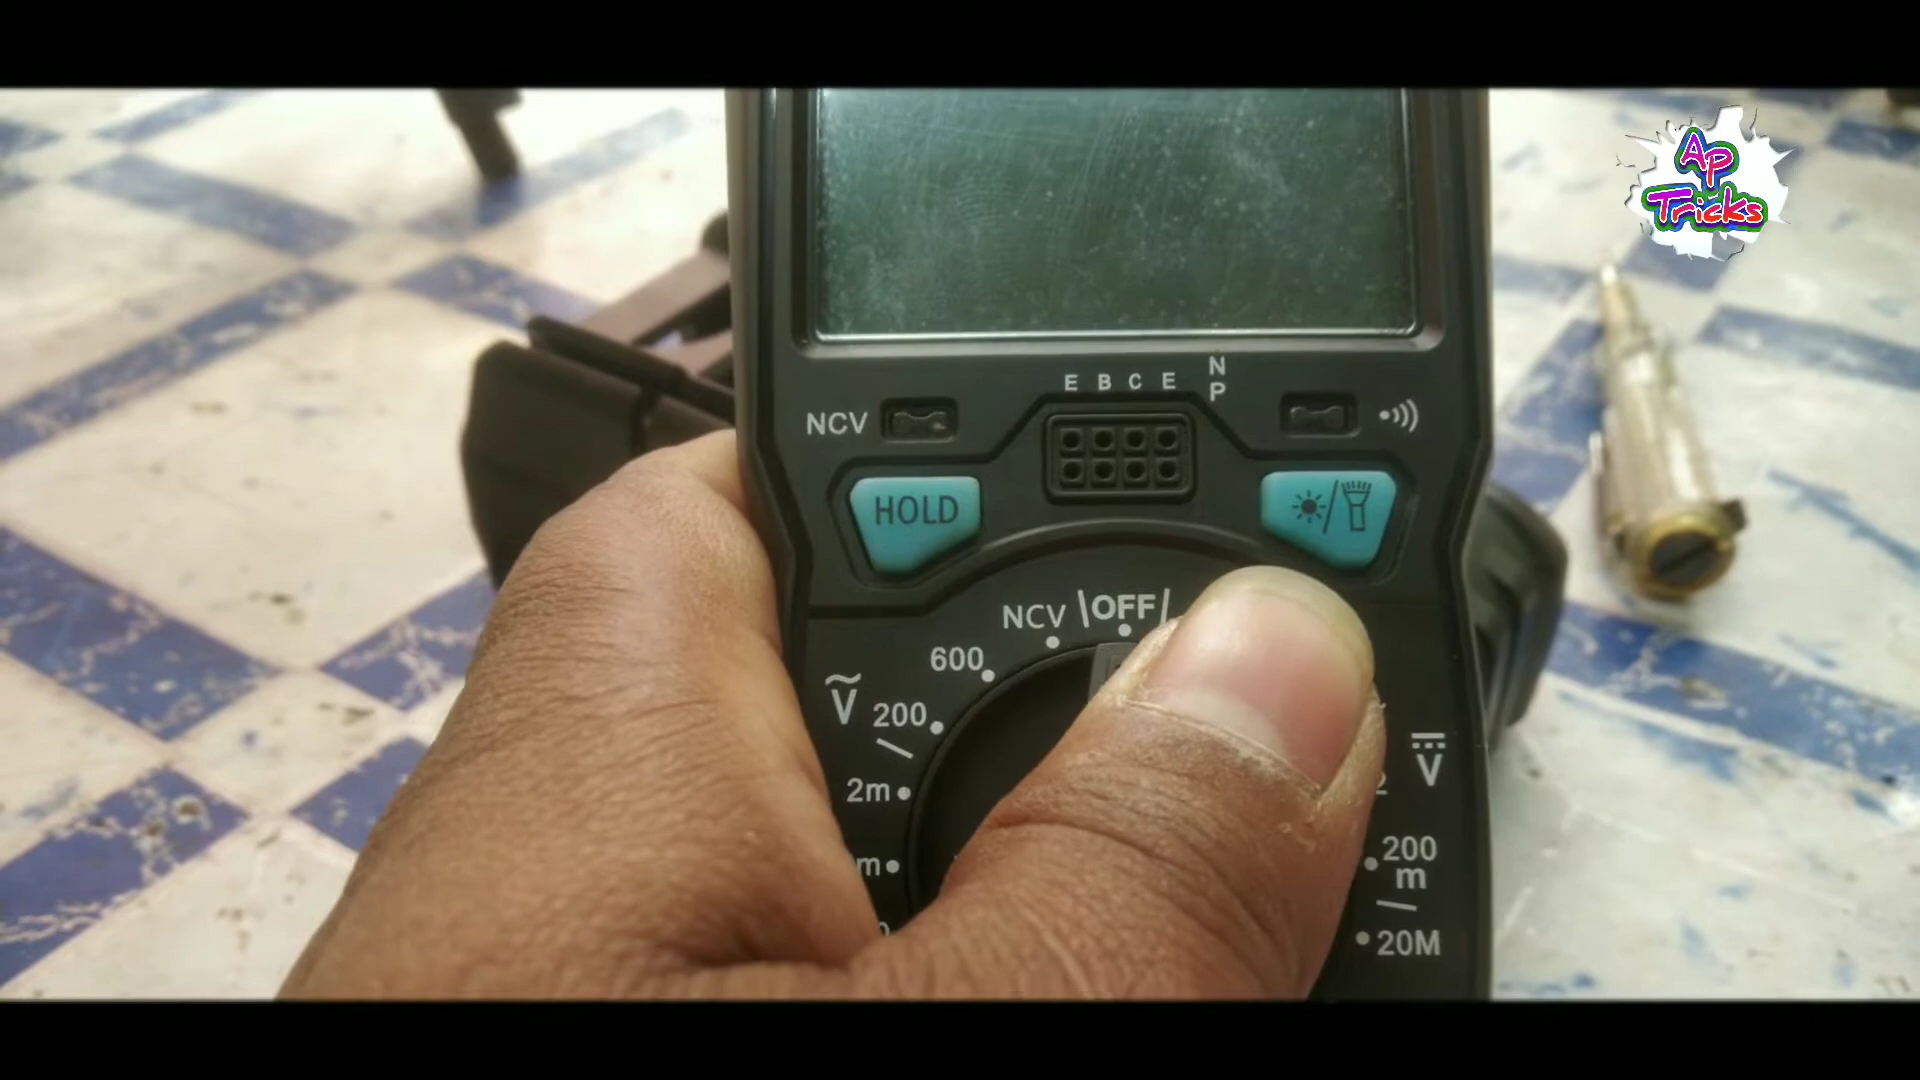 Ap
Tricks
E B C E
N
P
NCV
HOLD
NCV \OFF/
600
V
200
2m
m
V
200
m
20M